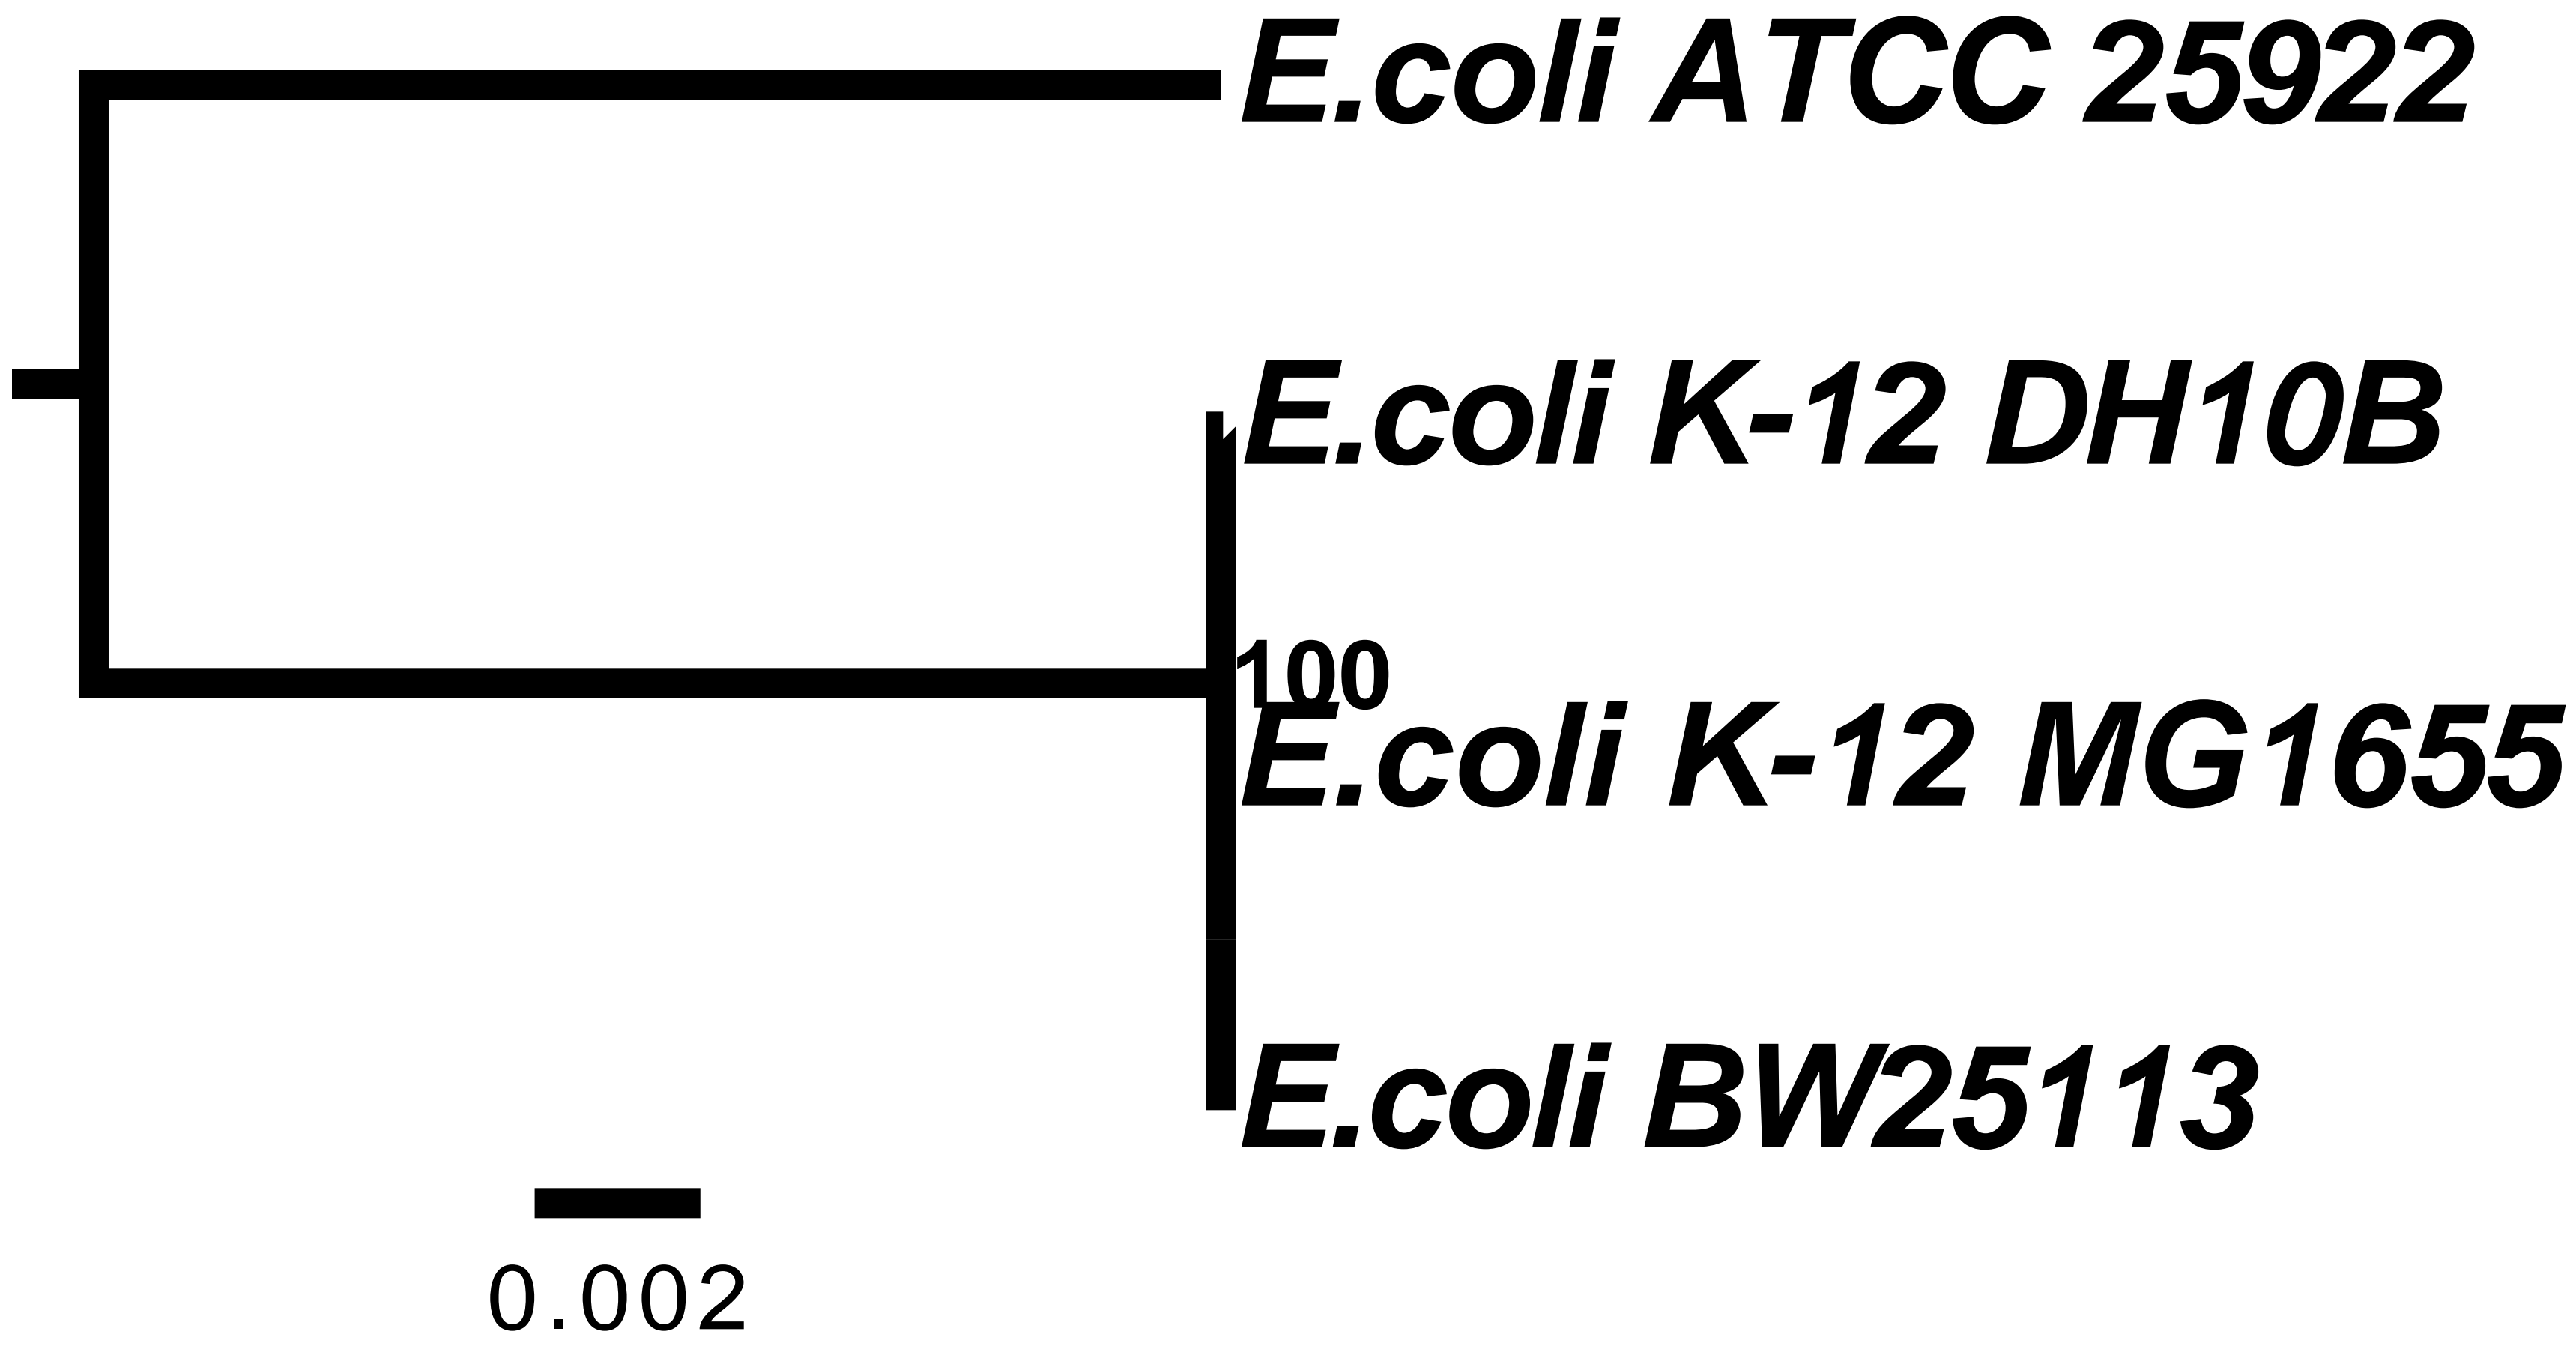 E.coli ATCC 25922
E.coli K-12 DH10B
100
E.coli K-12 MG1655
E.coli BW25113
0.002